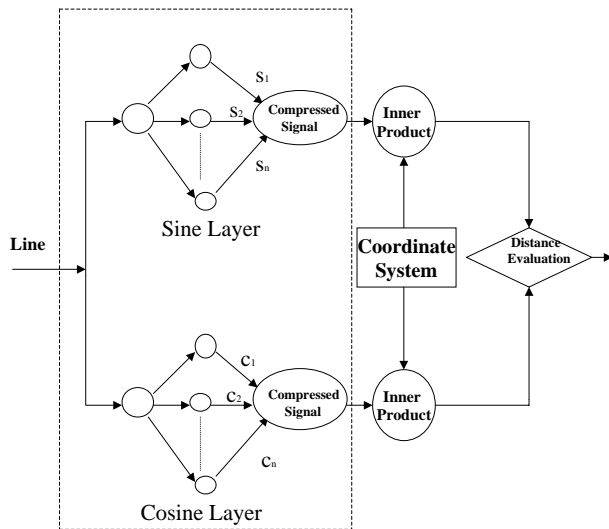 S1
S2
Sn
Compressed
Signal
Inner
Product
Sine Layer
Line
Coordinate
System
Distance
Evaluation
C1
C2
Cn
Compressed
Signal
Inner
Product
Cosine Layer